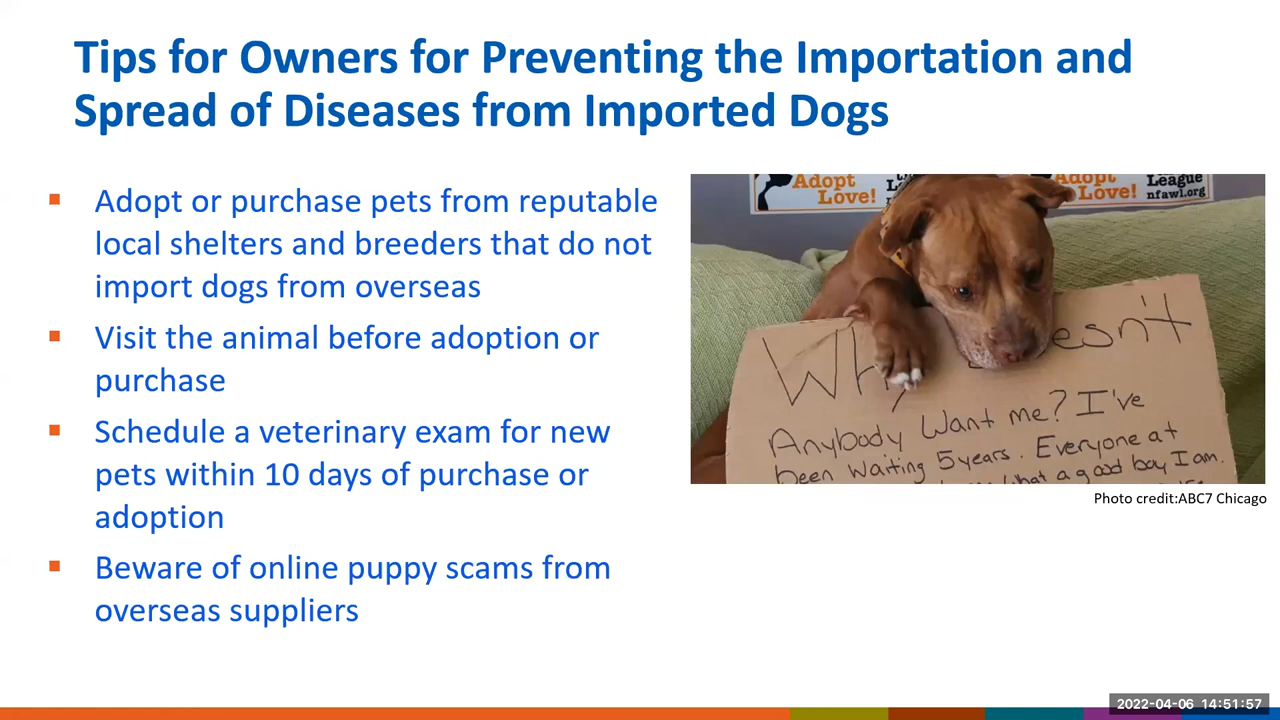 Tips for Owners for Preventing the Importation and
Spread of Diseases from Imported Dogs
▪ Adopt or purchase pets from reputable
local shelters and breeders that do not
import dogs from overseas
▪ Visit the animal before adoption or
purchase
▪ Schedule a veterinary exam for new
pets within 10 days of purchase or
adoption
▪ Beware of online puppy scams from
overseas suppliers
Adopt
Love!
Adopt
Love!
League
nfawl.org
esn't
Anybody Want me? I've
been Waiting 5 years. Everyone at
what a good boy I am.
Photo credit:ABC7 Chicago
2022-04-06 14:51:57